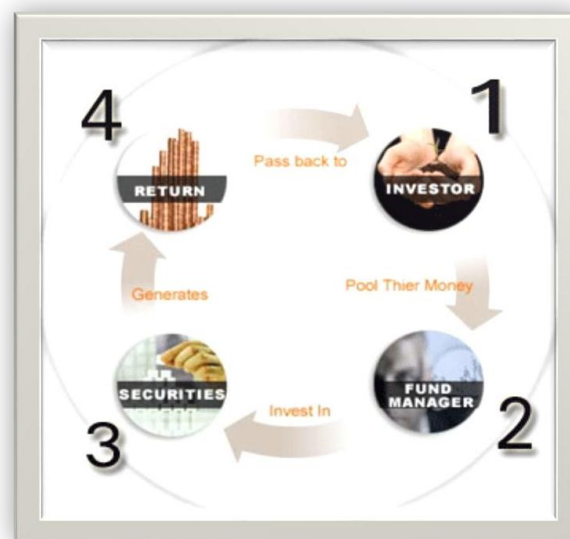 4
1
Pass back to
RETURN
INVESTOR
Generates
Pool Thier Money
SECURITIES
FUND
MANAGER
Invest In
3
2